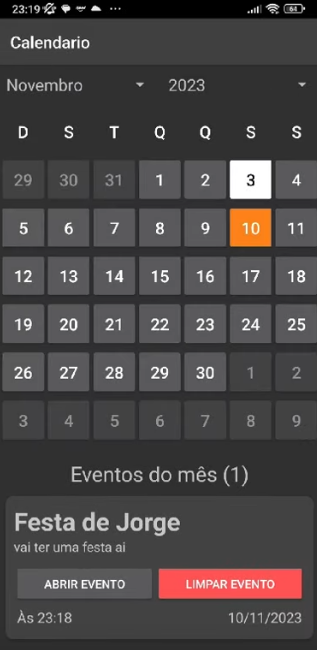 23:19 64
Calendario
Novembro 2023
D S T Q Q S S
29 30 31 1 2 3 4
5 6 7 8 9 10 11
12 13 14 15 16 17 18
19 20 21 22 23 24 25
26 27 28 29 30 1 2
3 4 5 6 7 8 9
Eventos do mês (1)
Festa de Jorge
vai ter uma festa ai
ABRIR EVENTO LIMPAR EVENTO
Às 23:18 10/11/2023